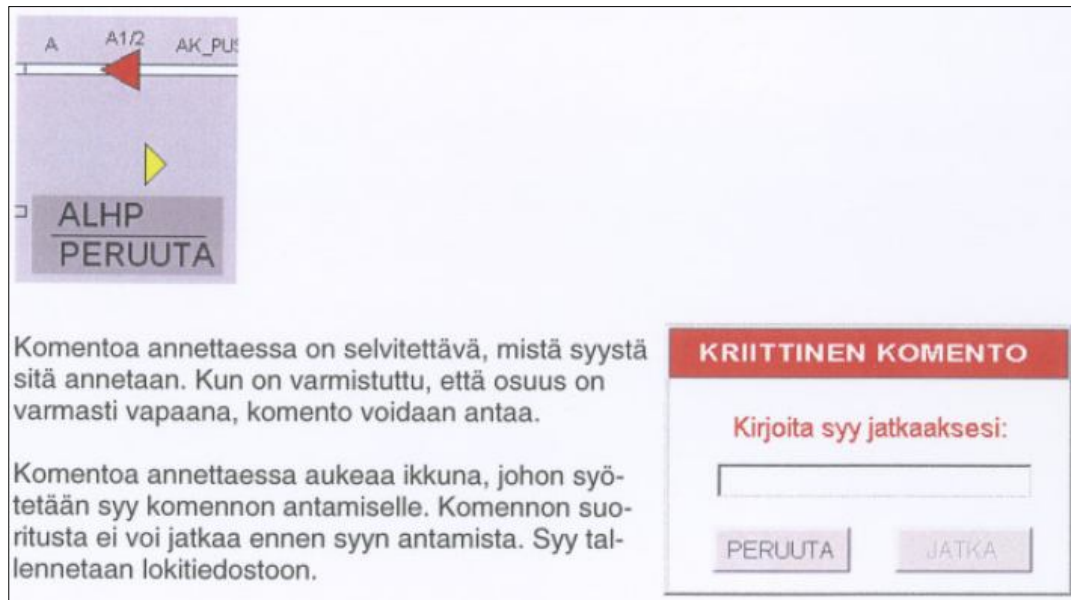 A A1/2
ALHP
PERUUTA
Komentoa annettaessa on selvitettävä, mistä syystä
sitä annetaan. Kun on varmistuttu, että osuus on
varmasti vapaana, komento voidaan antaa.
Komentoa annettaessa aukeaa ikkuna, johon syö-
tetään syy komennon antamiselle. Komennon suo-
ritusta ei voi jatkaa ennen syyn antamista. Syy tal-
lennetaan lokitiedostoon.
KRIITTINEN KOMENTO
Kirjoita syy jatkaaksesi:
PERUUTA JATKA